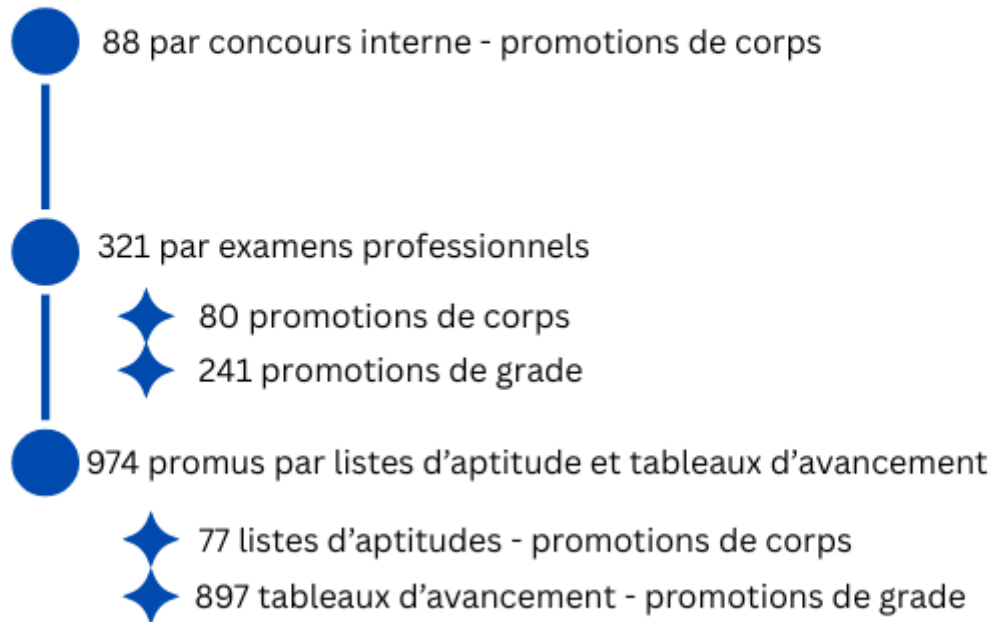 88 par concours interne - promotions de corps
321 par examens professionnels
80 promotions de corps
241 promotions de grade
974 promus par listes d'aptitude et tableaux d'avancement
77 listes d'aptitudes - promotions de corps
897 tableaux d'avancement - promotions de grade